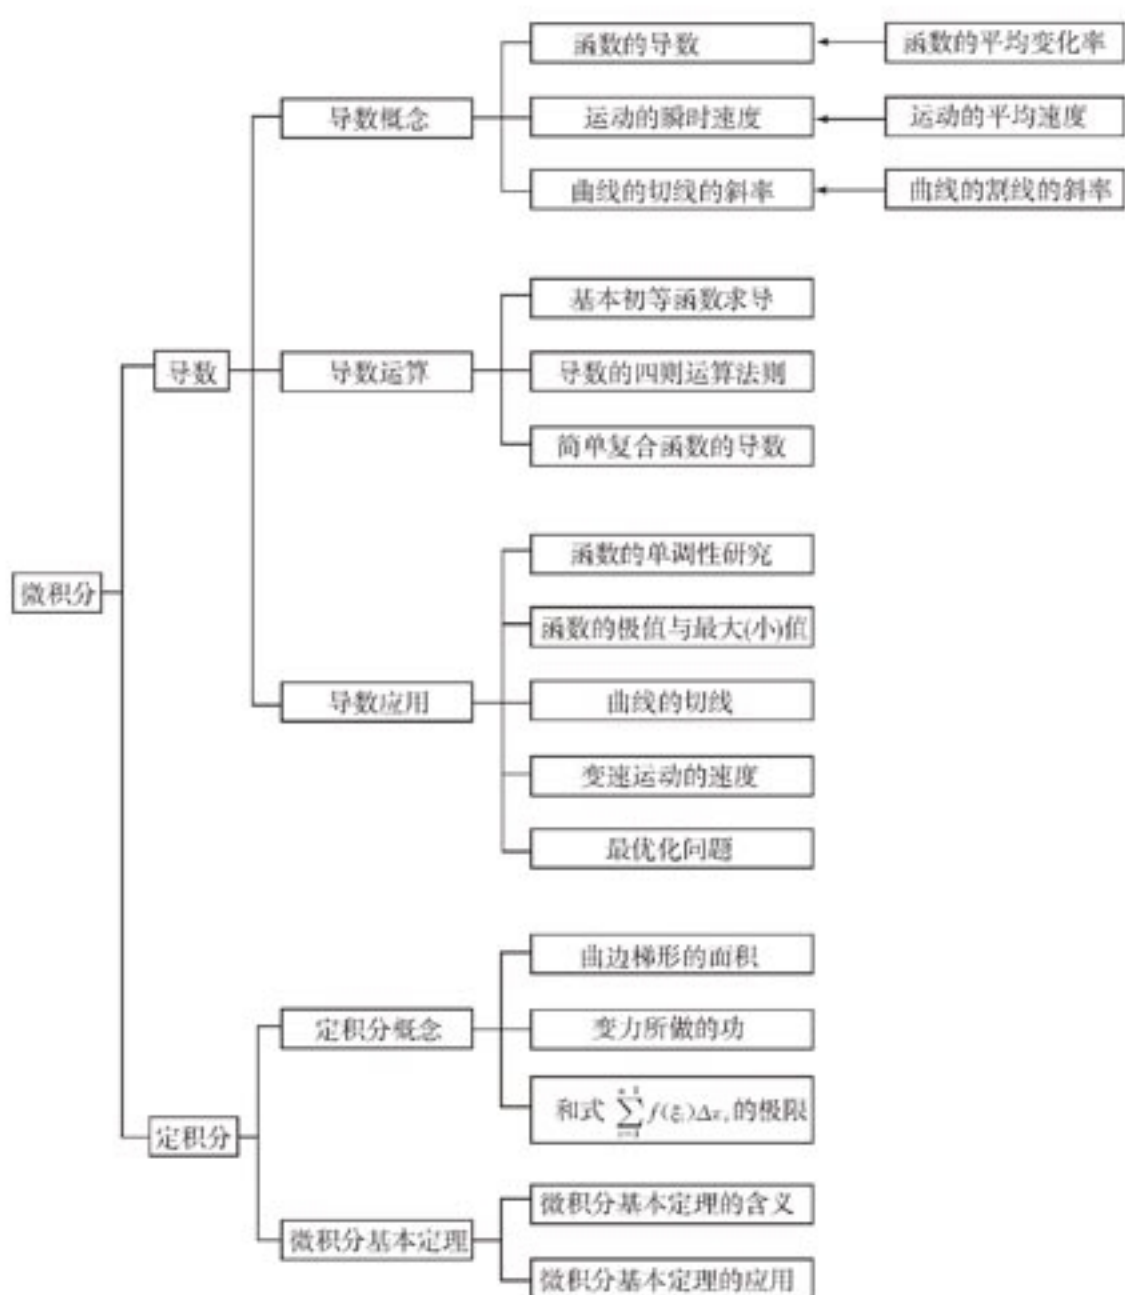 函数的导数
函数的平均变化率
导数概念
运动的瞬时速度
运动的平均速度
曲线的切线的斜率
曲线的割线的斜率
基本初等函数求导
导数
导数运算
导数的四则运算法则
简单复合函数的导数
函数的单调性研究
微积分
函数的极值与最大(小)值
导数应用
曲线的切线
变速运动的速度
最优化问题
曲边梯形的面积
定积分概念
变力所做的功
和式 ∑f(ξᵢ)Δxᵢ的极限
定积分
微积分基本定理的含义
微积分基本定理
微积分基本定理的应用